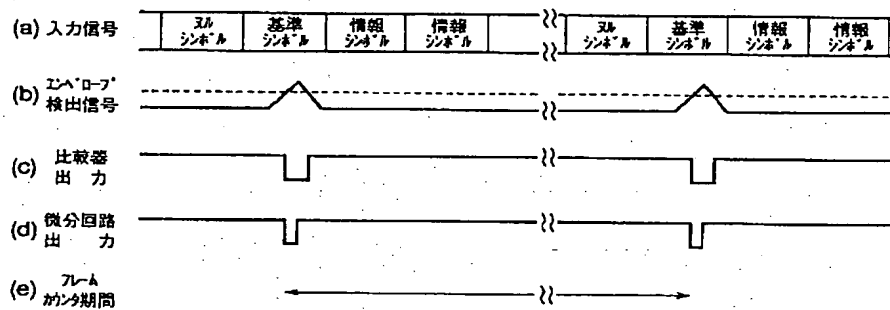 (a) 入力信号
ヌル
シンボル
基準
シンボル
情報
シンボル
情報
シンボル
ヌル
シンボル
基準
シンボル
情報
シンボル
情報
シンボル
(b) エンベロープ
検出信号
(c) 比較器
出 力
(d) 微分回路
出 力
(e) フレーム
カウンタ期間